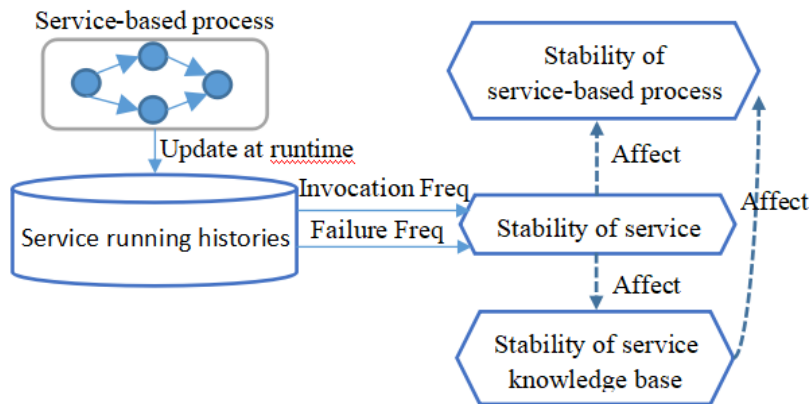 Service-based process
Stability of
service-based process
Update at runtime
Affect
Invocation Freq
Affect
Service running histories
Failure Freq
Stability of service
Affect
Stability of service
knowledge base